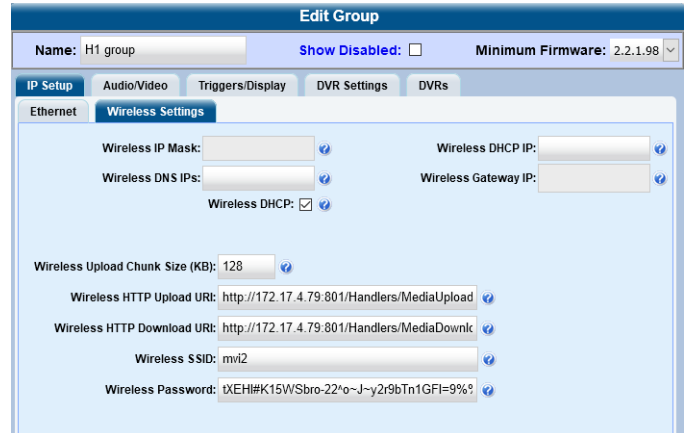 Edit Group
Name: H1 group Show Disabled: Minimum Firmware: 2.2.1.98
IP Setup Audio/Video Triggers/Display DVR Settings DVRs
Ethernet Wireless Settings
Wireless IP Mask: Wireless DHCP IP:
Wireless DNS IPs: Wireless Gateway IP:
Wireless DHCP:
Wireless Upload Chunk Size (KB): 128
Wireless HTTP Upload URI: http://172.17.4.79:801/Handlers/MediaUpload
Wireless HTTP Download URI: http://172.17.4.79:801/Handlers/MediaDownlo
Wireless SSID: mvi2
Wireless Password: tXEHI#K15WSbro-22^o~J~y2r9bTn1GFI=9%%